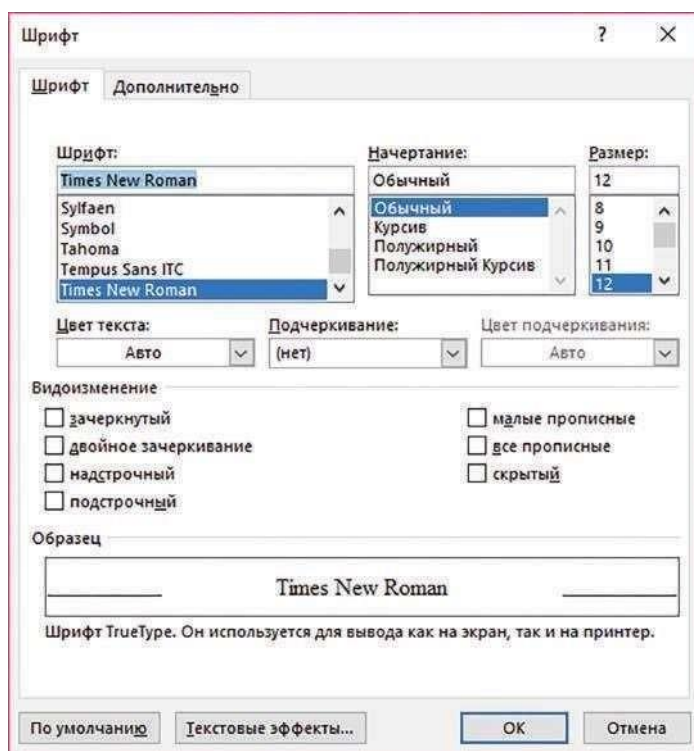 Шрифт ?
Шрифт Дополнительно
Шрифт: Начертание: Размер:
Times New Roman Обычный 12
Sylfaen Обычный 8
Symbol Курсив 9
Tahoma Полужирный 10
Tempus Sans ITC Полужирный Курсив 11
Times New Roman 12
Цвет текста: Подчеркивание: Цвет подчеркивания:
Авто (нет) Авто
Видоизменение
зачеркнутый малые прописные
двойное зачеркивание все прописные
надстрочный скрытый
подстрочный
Образец
Times New Roman
Шрифт TrueType. Он используется для вывода как на экран, так и на принтер.
По умолчанию Текстовые эффекты... ОК Отмена